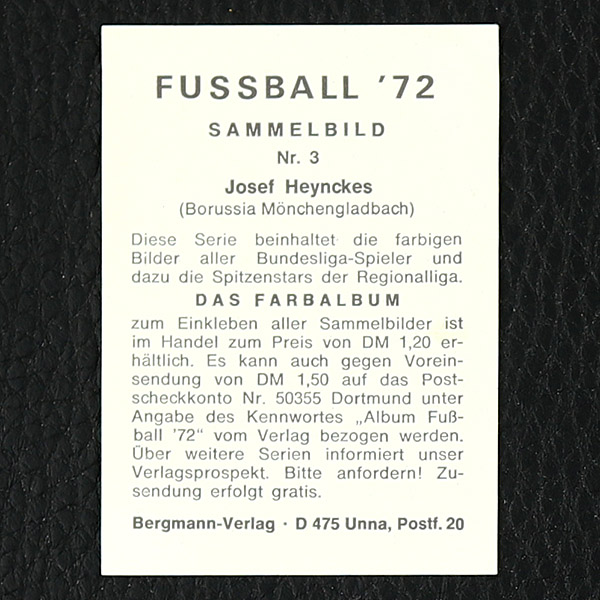 FUSSBALL '72
SAMMELBILD
Nr. 3
Josef Heynckes
(Borussia Mönchengladbach)
Diese Serie beinhaltet die farbigen
Bilder aller Bundesliga-Spieler und
dazu die Spitzenstars der Regionalliga.
DAS FARBALBUM
zum Einkleben aller Sammelbilder ist
im Handel zum Preis von DM 1,20 er-
hältlich. Es kann auch gegen Vorein-
sendung von DM 1,50 auf das Post-
scheckkonto Nr. 50355 Dortmund unter
Angabe des Kennwortes „Album Fuß-
ball '72“ vom Verlag bezogen werden.
Über weitere Serien informiert unser
Verlagsprospekt. Bitte anfordern! Zu-
sendung erfolgt gratis.
Bergmann-Verlag · D 475 Unna, Postf. 20